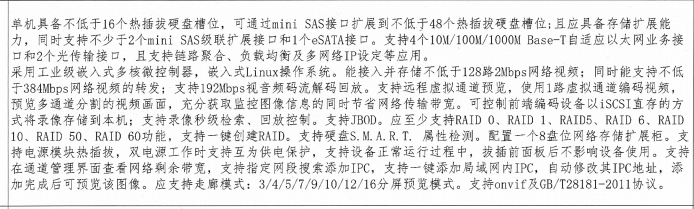 单机具备不低于16个热插拔硬盘槽位，可通过mini SAS接口扩展到不低于48个热插拔硬盘槽位;且应具备存储扩展能
力，同时支持不少于2个mini SAS级联扩展接口和1个eSATA接口。支持4个10M/100M/1000M Base-T自适应以太网业务接
口和2个光传输接口，且支持链路聚合、负载均衡及多网络IP设定等应用。
采用工业级嵌入式多核微控制器，嵌入式Linux操作系统。能接入并存储不低于128路2Mbps网络视频；同时能支持不低
于384Mbps网络视频的转发；支持192Mbps视音频码流解码回放。支持远程虚拟通道预览，使用1路虚拟通道编码视频，
预览多通道分割的视频画面，充分获取监控图像信息的同时节省网络传输带宽。可控制前端编码设备以iSCSI直存的方
式将录像存储到本机；支持录像秒级检索、回放控制。支持JBOD。应至少支持RAID 0、RAID 1、RAID5、RAID 6、RAID
10、RAID 50、RAID 60功能，支持一键创建RAID。支持硬盘S.M.A.R.T. 属性检测。配置一个8盘位网络存储扩展柜。支
持电源模块热插拔，双电源工作时支持互为供电保护，支持设备正常运行过程中，拔插前面板后不影响设备使用。支持
在通道管理界面查看网络剩余带宽，支持指定网段搜索添加IPC，支持一键添加局域网内IPC，自动修改其IPC地址，添
加完成后可预览该图像。应支持走廊模式：3/4/5/7/9/10/12/16分屏预览模式。支持onvif及GB/T28181-2011协议。